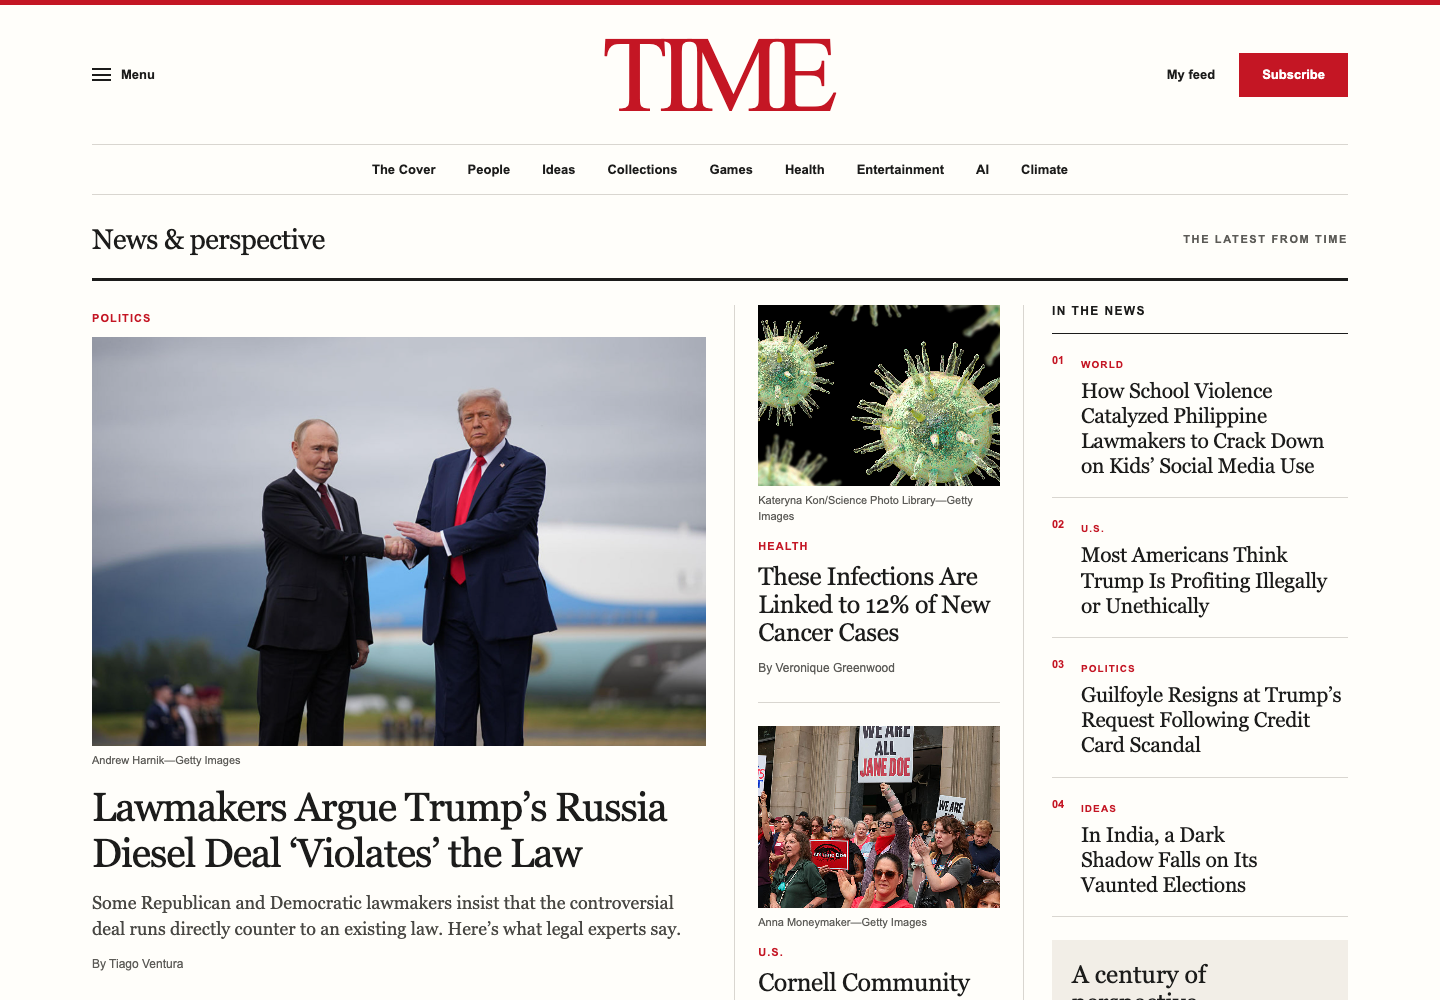 TIME
Menu
My feed
Subscribe
The Cover
People
Ideas
Collections
Games
Health
Entertainment
AI
Climate
News & perspective
THE LATEST FROM TIME
POLITICS
Andrew Harnik—Getty Images
Lawmakers Argue Trump’s Russia
Diesel Deal ‘Violates’ the Law
Some Republican and Democratic lawmakers insist that the controversial
deal runs directly counter to an existing law. Here’s what legal experts say.
By Tiago Ventura
Kateryna Kon/Science Photo Library—Getty
Images
HEALTH
These Infections Are
Linked to 12% of New
Cancer Cases
By Veronique Greenwood
WE ARE
ALL
JANE DOE
WE ARE
Anna Moneymaker—Getty Images
U.S.
Cornell Community
IN THE NEWS
01
WORLD
How School Violence
Catalyzed Philippine
Lawmakers to Crack Down
on Kids’ Social Media Use
02
U.S.
Most Americans Think
Trump Is Profiting Illegally
or Unethically
03
POLITICS
Guilfoyle Resigns at Trump’s
Request Following Credit
Card Scandal
04
IDEAS
In India, a Dark
Shadow Falls on Its
Vaunted Elections
A century of
perspective